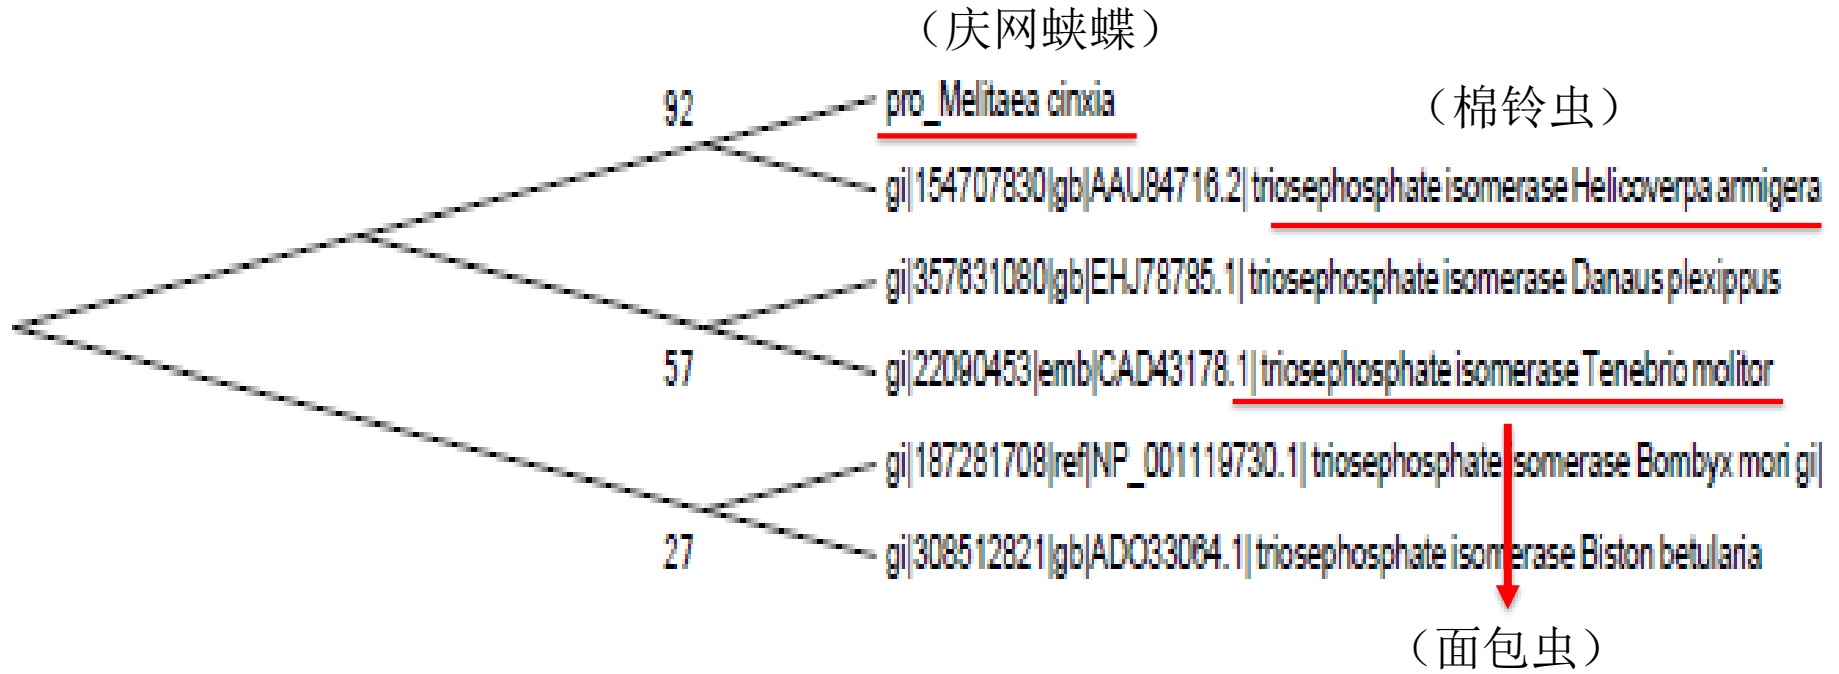 （庆网蛱蝶）
92
pro_Melitaea cinxia
（棉铃虫）
gi|154707830|gb|AAU84716.2| triosephosphate isomerase Helicoverpa armigera
gi|357631080|gb|EHJ78785.1| triosephosphate isomerase Danaus plexippus
57
gi|22090453|emb|CAD43178.1| triosephosphate isomerase Tenebrio molitor
gi|187281708|ref|NP_001119730.1| triosephosphate isomerase Bombyx mori gi|
27
gi|308512821|gb|ADO33064.1| triosephosphate isomerase Biston betularia
（面包虫）